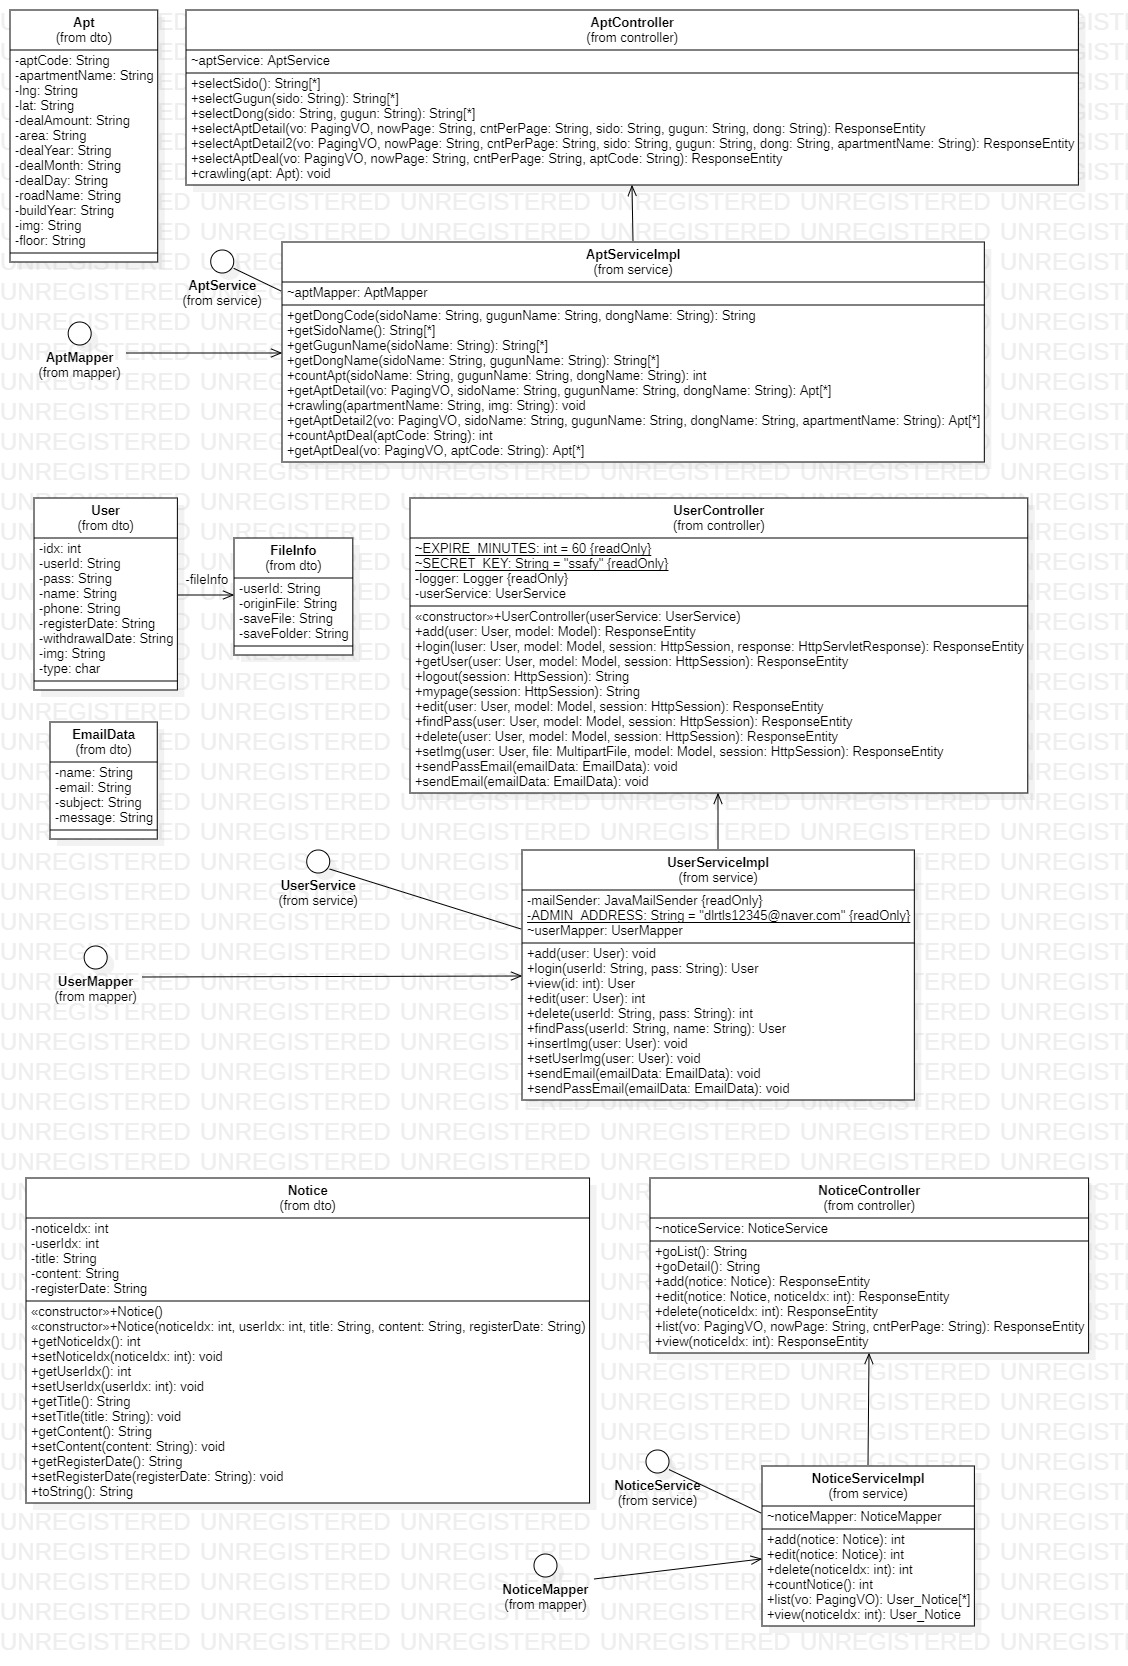 Apt
(from dto)
-aptCode: String
-apartmentName: String
-lng: String
-lat: String
-dealAmount: String
-area: String
-dealYear: String
-dealMonth: String
-dealDay: String
-roadName: String
-buildYear: String
-img: String
-floor: String
AptController
(from controller)
~aptService: AptService
+selectSido(): String[*]
+selectGugun(sido: String): String[*]
+selectDong(sido: String, gugun: String): String[*]
+selectAptDetail(vo: PagingVO, nowPage: String, cntPerPage: String, sido: String, gugun: String, dong: String): ResponseEntity
+selectAptDetail2(vo: PagingVO, nowPage: String, cntPerPage: String, sido: String, gugun: String, dong: String, apartmentName: String): ResponseEntity
+selectAptDeal(vo: PagingVO, nowPage: String, cntPerPage: String, aptCode: String): ResponseEntity
+crawling(apt: Apt): void
AptService
(from service)
AptMapper
(from mapper)
AptServiceImpl
(from service)
~aptMapper: AptMapper
+getDongCode(sidoName: String, gugunName: String, dongName: String): String
+getSidoName(): String[*]
+getGugunName(sidoName: String): String[*]
+getDongName(sidoName: String, gugunName: String): String[*]
+countApt(sidoName: String, gugunName: String, dongName: String): int
+getAptDetail(vo: PagingVO, sidoName: String, gugunName: String, dongName: String): Apt[*]
+crawling(apartmentName: String, img: String): void
+getAptDetail2(vo: PagingVO, sidoName: String, gugunName: String, dongName: String, apartmentName: String): Apt[*]
+countAptDeal(aptCode: String): int
+getAptDeal(vo: PagingVO, aptCode: String): Apt[*]
User
(from dto)
-idx: int
-userId: String
-pass: String
-name: String
-phone: String
-registerDate: String
-withdrawalDate: String
-img: String
-type: char
-fileInfo
FileInfo
(from dto)
-userId: String
-originFile: String
-saveFile: String
-saveFolder: String
EmailData
(from dto)
-name: String
-email: String
-subject: String
-message: String
UserController
(from controller)
~EXPIRE_MINUTES: int = 60 {readOnly}
~SECRET_KEY: String = "ssafy" {readOnly}
-logger: Logger {readOnly}
-userService: UserService
«constructor»+UserController(userService: UserService)
+add(user: User, model: Model): ResponseEntity
+login(luser: User, model: Model, session: HttpSession, response: HttpServletResponse): ResponseEntity
+getUser(user: User, model: Model, session: HttpSession): ResponseEntity
+logout(session: HttpSession): String
+mypage(session: HttpSession): String
+edit(user: User, model: Model, session: HttpSession): ResponseEntity
+findPass(user: User, model: Model, session: HttpSession): ResponseEntity
+delete(user: User, model: Model, session: HttpSession): ResponseEntity
+setImg(user: User, file: MultipartFile, model: Model, session: HttpSession): ResponseEntity
+sendPassEmail(emailData: EmailData): void
+sendEmail(emailData: EmailData): void
UserService
(from service)
UserMapper
(from mapper)
UserServiceImpl
(from service)
-mailSender: JavaMailSender {readOnly}
-ADMIN_ADDRESS: String = "dlrtls12345@naver.com" {readOnly}
~userMapper: UserMapper
+add(user: User): void
+login(userId: String, pass: String): User
+view(id: int): User
+edit(user: User): int
+delete(userId: String, pass: String): int
+findPass(userId: String, name: String): User
+insertImg(user: User): void
+setUserImg(user: User): void
+sendEmail(emailData: EmailData): void
+sendPassEmail(emailData: EmailData): void
Notice
(from dto)
-noticeIdx: int
-userIdx: int
-title: String
-content: String
-registerDate: String
«constructor»+Notice()
«constructor»+Notice(noticeIdx: int, userIdx: int, title: String, content: String, registerDate: String)
+getNoticeIdx(): int
+setNoticeIdx(noticeIdx: int): void
+getUserIdx(): int
+setUserIdx(userIdx: int): void
+getTitle(): String
+setTitle(title: String): void
+getContent(): String
+setContent(content: String): void
+getRegisterDate(): String
+setRegisterDate(registerDate: String): void
+toString(): String
NoticeController
(from controller)
~noticeService: NoticeService
+goList(): String
+goDetail(): String
+add(notice: Notice): ResponseEntity
+edit(notice: Notice, noticeIdx: int): ResponseEntity
+delete(noticeIdx: int): ResponseEntity
+list(vo: PagingVO, nowPage: String, cntPerPage: String): ResponseEntity
+view(noticeIdx: int): ResponseEntity
NoticeService
(from service)
NoticeMapper
(from mapper)
NoticeServiceImpl
(from service)
~noticeMapper: NoticeMapper
+add(notice: Notice): int
+edit(notice: Notice): int
+delete(noticeIdx: int): int
+countNotice(): int
+list(vo: PagingVO): User_Notice[*]
+view(noticeIdx: int): User_Notice
UNREGISTERED